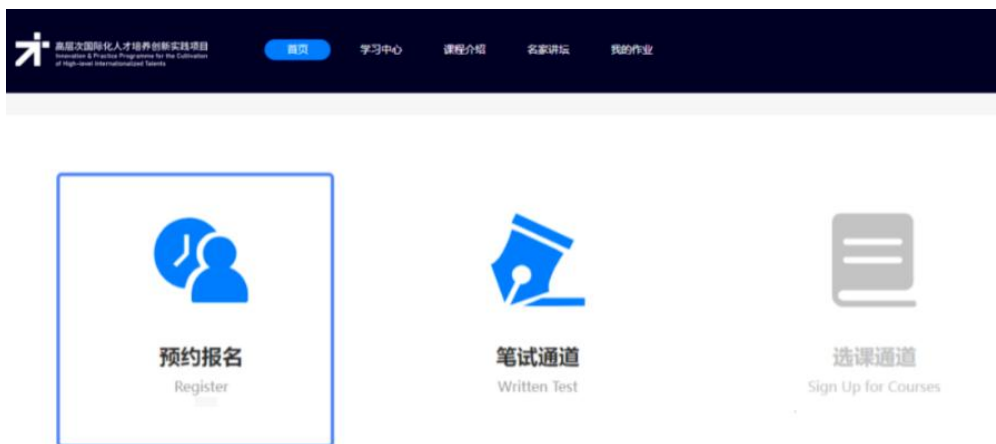 高层次国际化人才培养创新实践项目
Innovation & Practice Programme for the Cultivation
of High-level Internationalized Talents
首页 学习中心 课程介绍 名家讲坛 我的作业
预约报名 笔试通道 选课通道
Register Written Test Sign Up for Courses